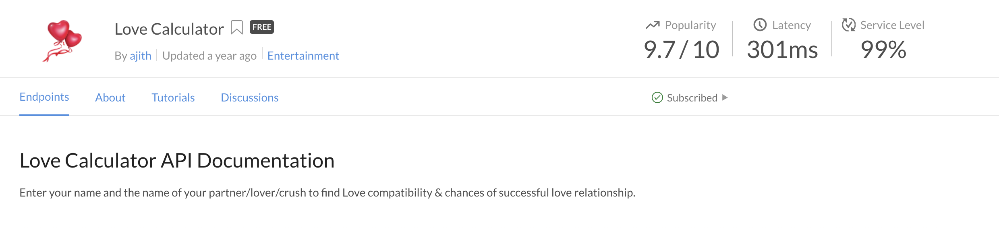 Love Calculator FREE
By ajith Updated a year ago Entertainment
Popularity Latency Service Level
9.7 / 10 301ms 99%
Endpoints About Tutorials Discussions Subscribed
Love Calculator API Documentation
Enter your name and the name of your partner/lover/crush to find Love compatibility & chances of successful love relationship.